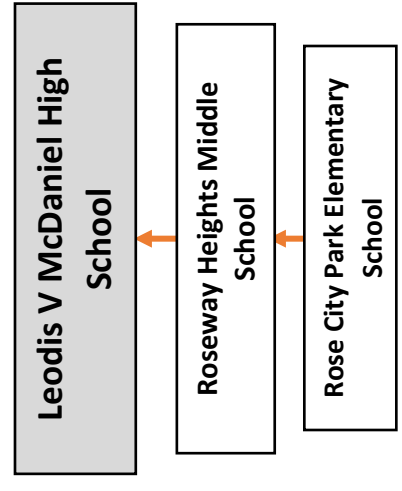 Leodis V McDaniel High
School
Roseway Heights Middle
School
Rose City Park Elementary
School